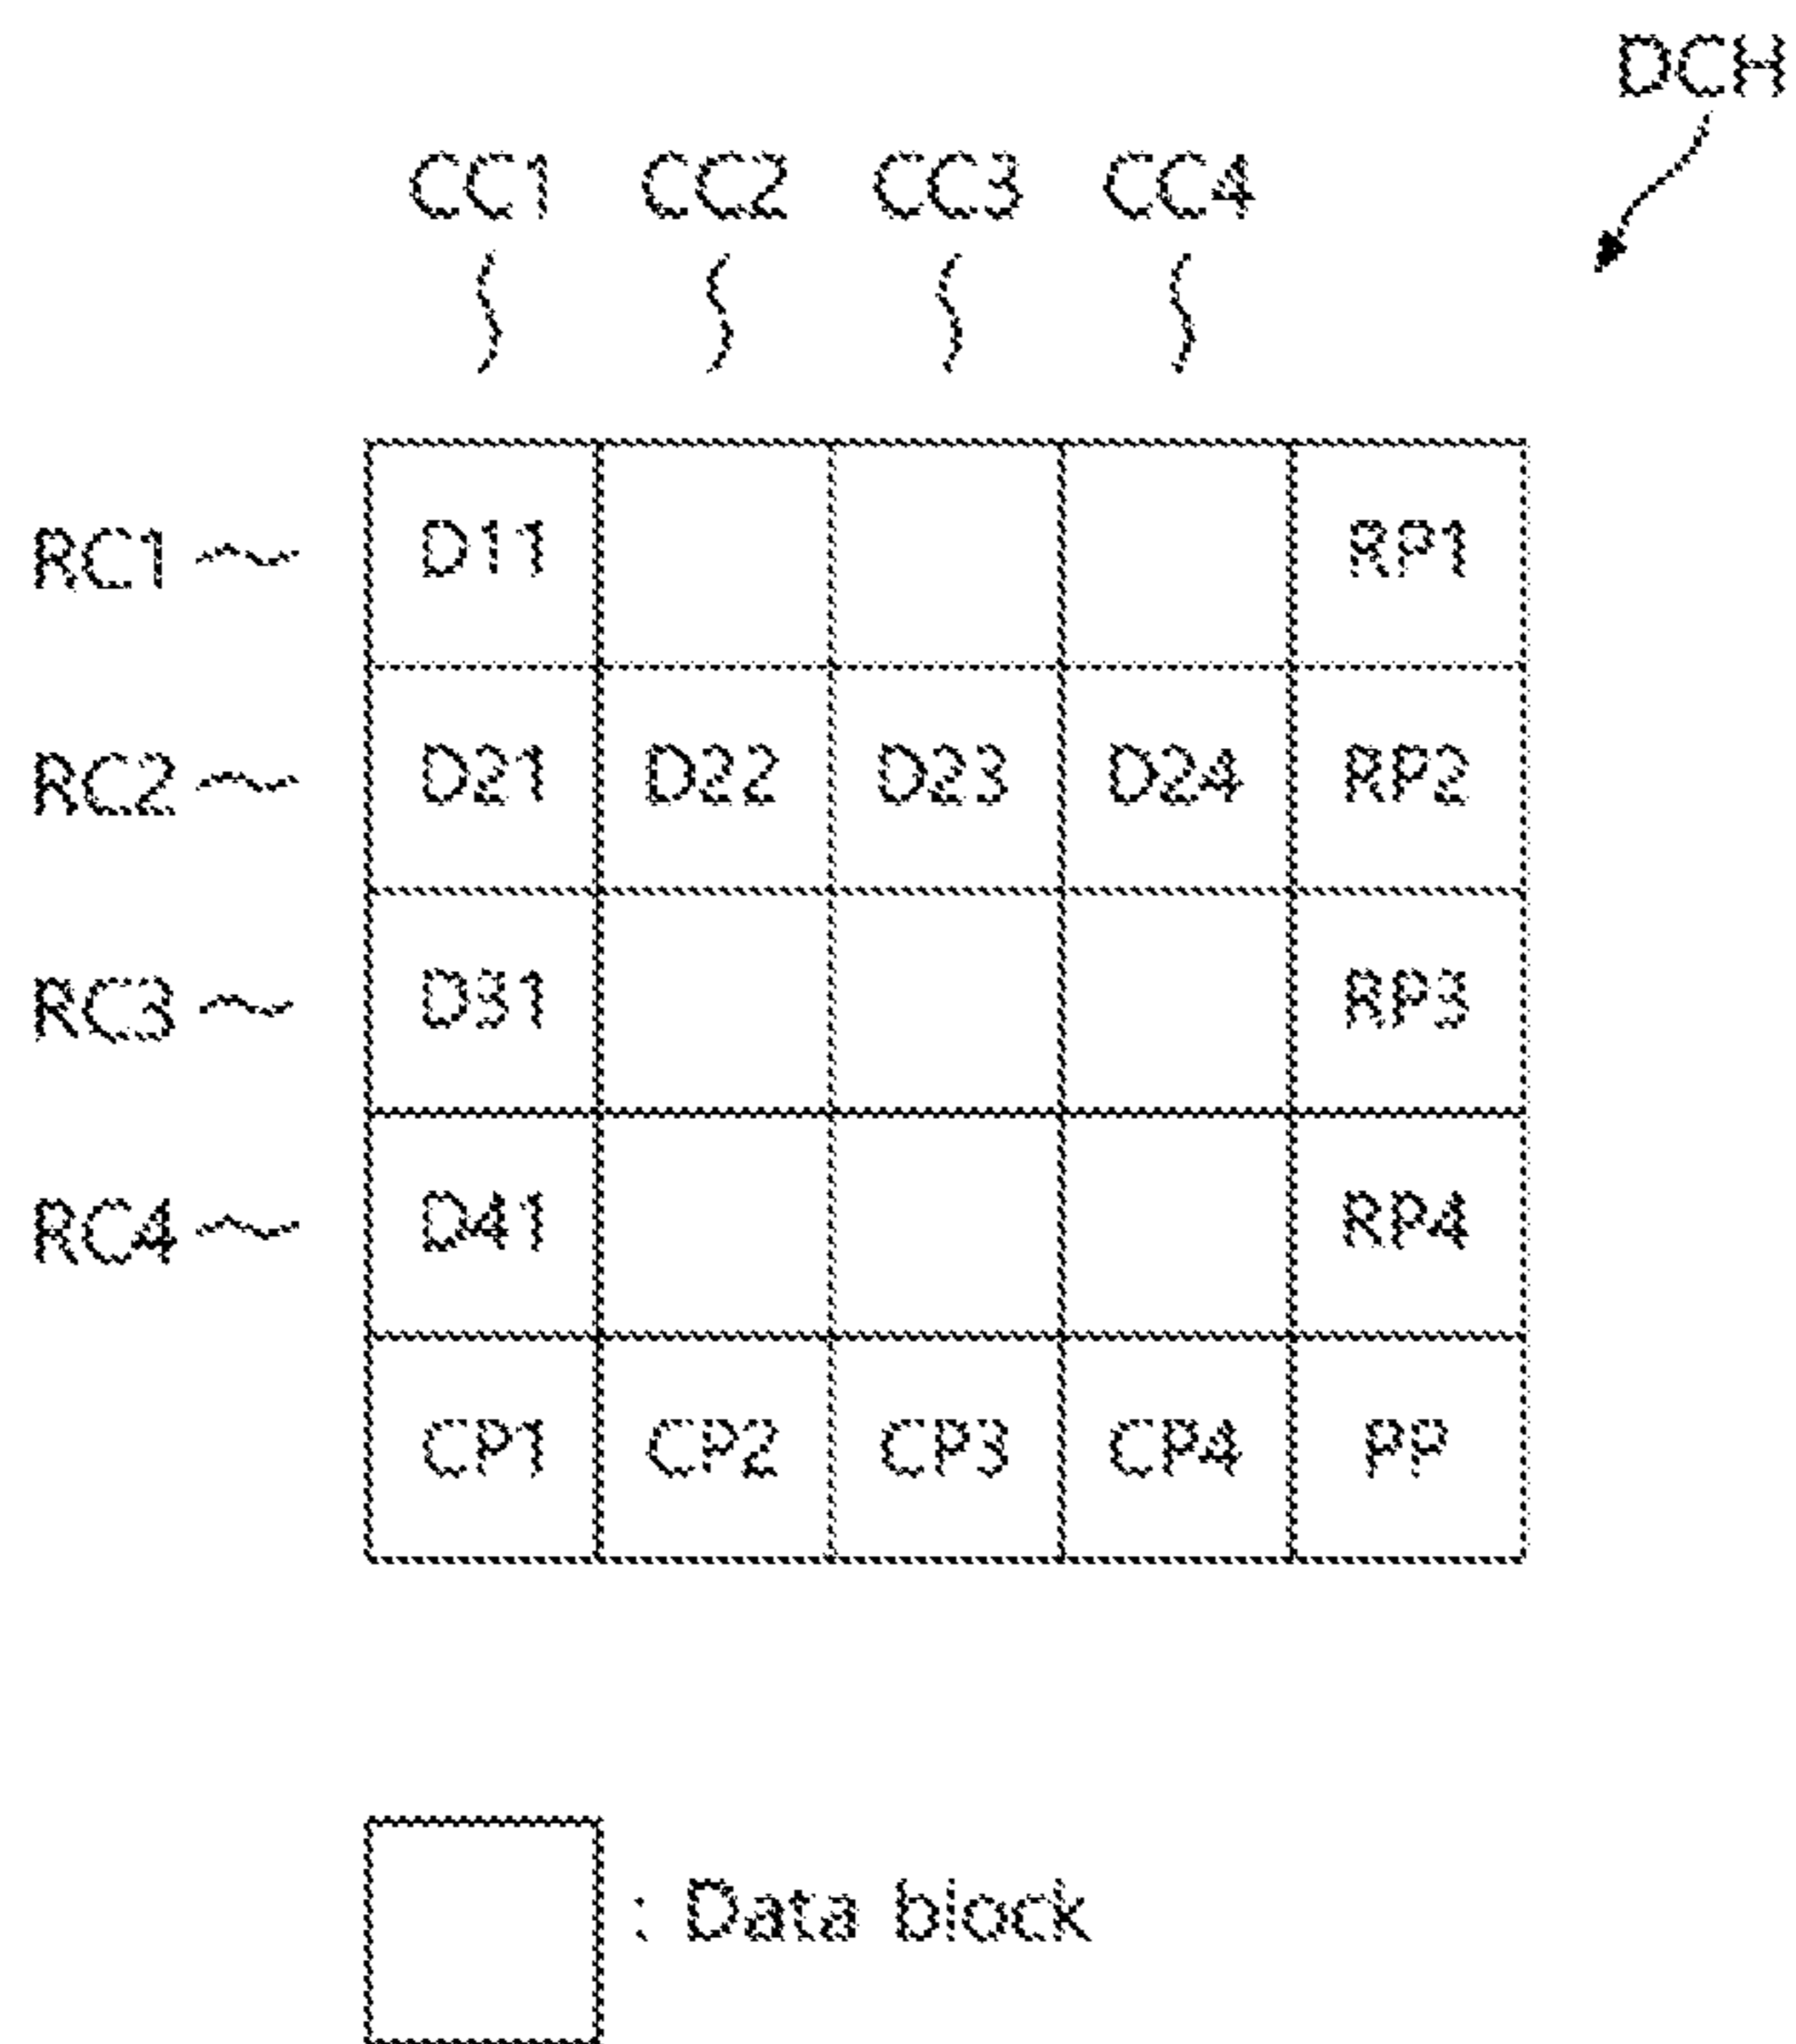 DCH
CC1 CC2 CC3 CC4
RC1 D11 RP1
RC2 D21 D22 D23 D24 RP2
RC3 D31 RP3
RC4 D41 RP4
CP1 CP2 CP3 CP4 PP
: Data block